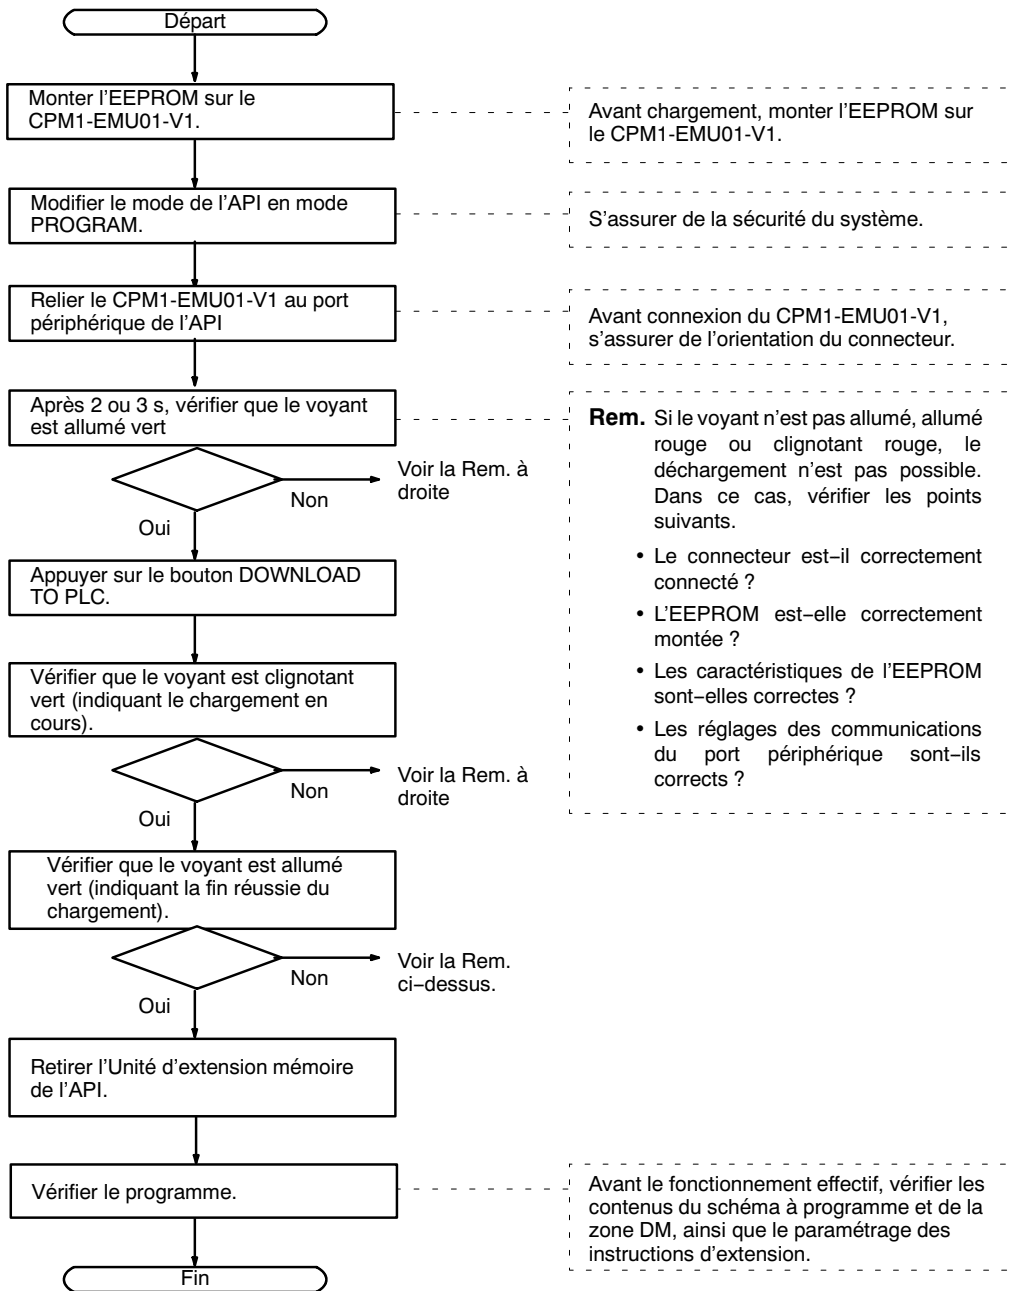 Départ
Monter l'EEPROM sur le
CPM1-EMU01-V1.
Avant chargement, monter l'EEPROM sur
le CPM1-EMU01-V1.
Modifier le mode de l'API en mode
PROGRAM.
S'assurer de la sécurité du système.
Relier le CPM1-EMU01-V1 au port
périphérique de l'API
Avant connexion du CPM1-EMU01-V1,
s'assurer de l'orientation du connecteur.
Après 2 ou 3 s, vérifier que le voyant
est allumé vert
Non
Voir la Rem. à
droite
Oui
Rem. Si le voyant n'est pas allumé, allumé
rouge ou clignotant rouge, le
déchargement n'est pas possible.
Dans ce cas, vérifier les points
suivants.
• Le connecteur est–il correctement
connecté ?
• L'EEPROM est–elle correctement
montée ?
• Les caractéristiques de l'EEPROM
sont–elles correctes ?
• Les réglages des communications
du port périphérique sont–ils
corrects ?
Appuyer sur le bouton DOWNLOAD
TO PLC.
Vérifier que le voyant est clignotant
vert (indiquant le chargement en
cours).
Non
Voir la Rem. à
droite
Oui
Vérifier que le voyant est allumé
vert (indiquant la fin réussie du
chargement).
Non
Voir la Rem.
ci–dessus.
Oui
Retirer l'Unité d'extension mémoire
de l'API.
Vérifier le programme.
Avant le fonctionnement effectif, vérifier les
contenus du schéma à programme et de la
zone DM, ainsi que le paramétrage des
instructions d'extension.
Fin